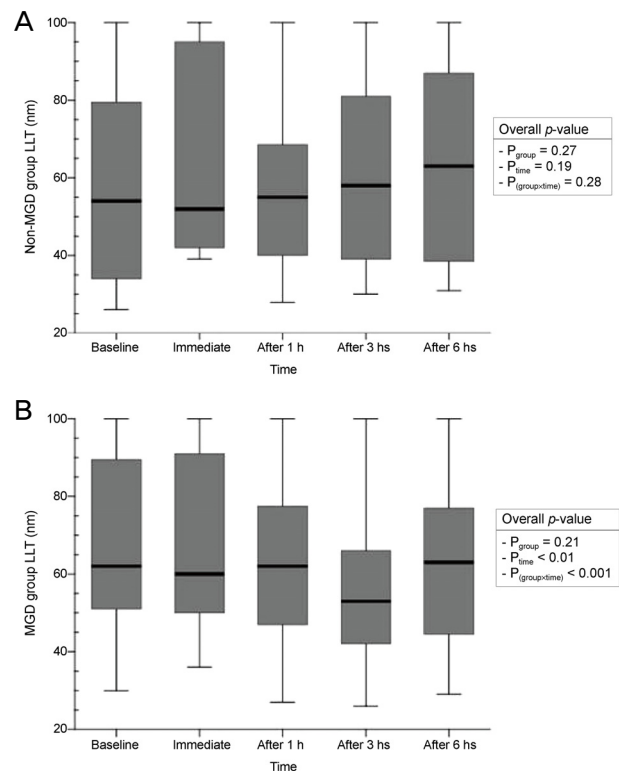 A
Non-MGD group LLT (nm)
100
80
60
40
20
Baseline Immediate After 1 h After 3 hs After 6 hs
Time
Overall p-value
- Pgroup = 0.27
- Ptime = 0.19
- P(group×time) = 0.28
B
MGD group LLT (nm)
100
80
60
40
20
Baseline Immediate After 1 h After 3 hs After 6 hs
Time
Overall p-value
- Pgroup = 0.21
- Ptime < 0.01
- P(group×time) < 0.001